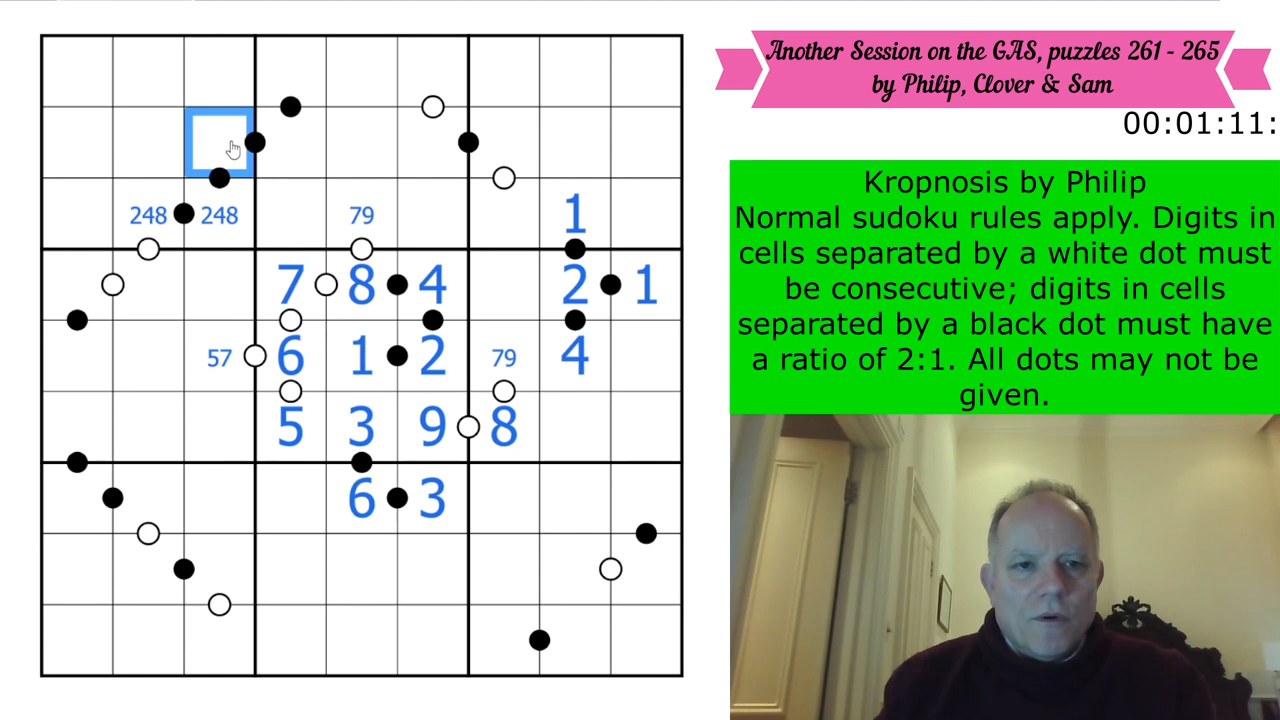 Another Session on the GAS, puzzles 261 - 265
by Philip, Clover & Sam
00:01:11:
Kropnosis by Philip
Normal sudoku rules apply. Digits in
cells separated by a white dot must
be consecutive; digits in cells
separated by a black dot must have
a ratio of 2:1. All dots may not be
given.
248 248 79 1
7 8 4 2 1
57 6 1 2 79 4
5 3 9 8
6 3